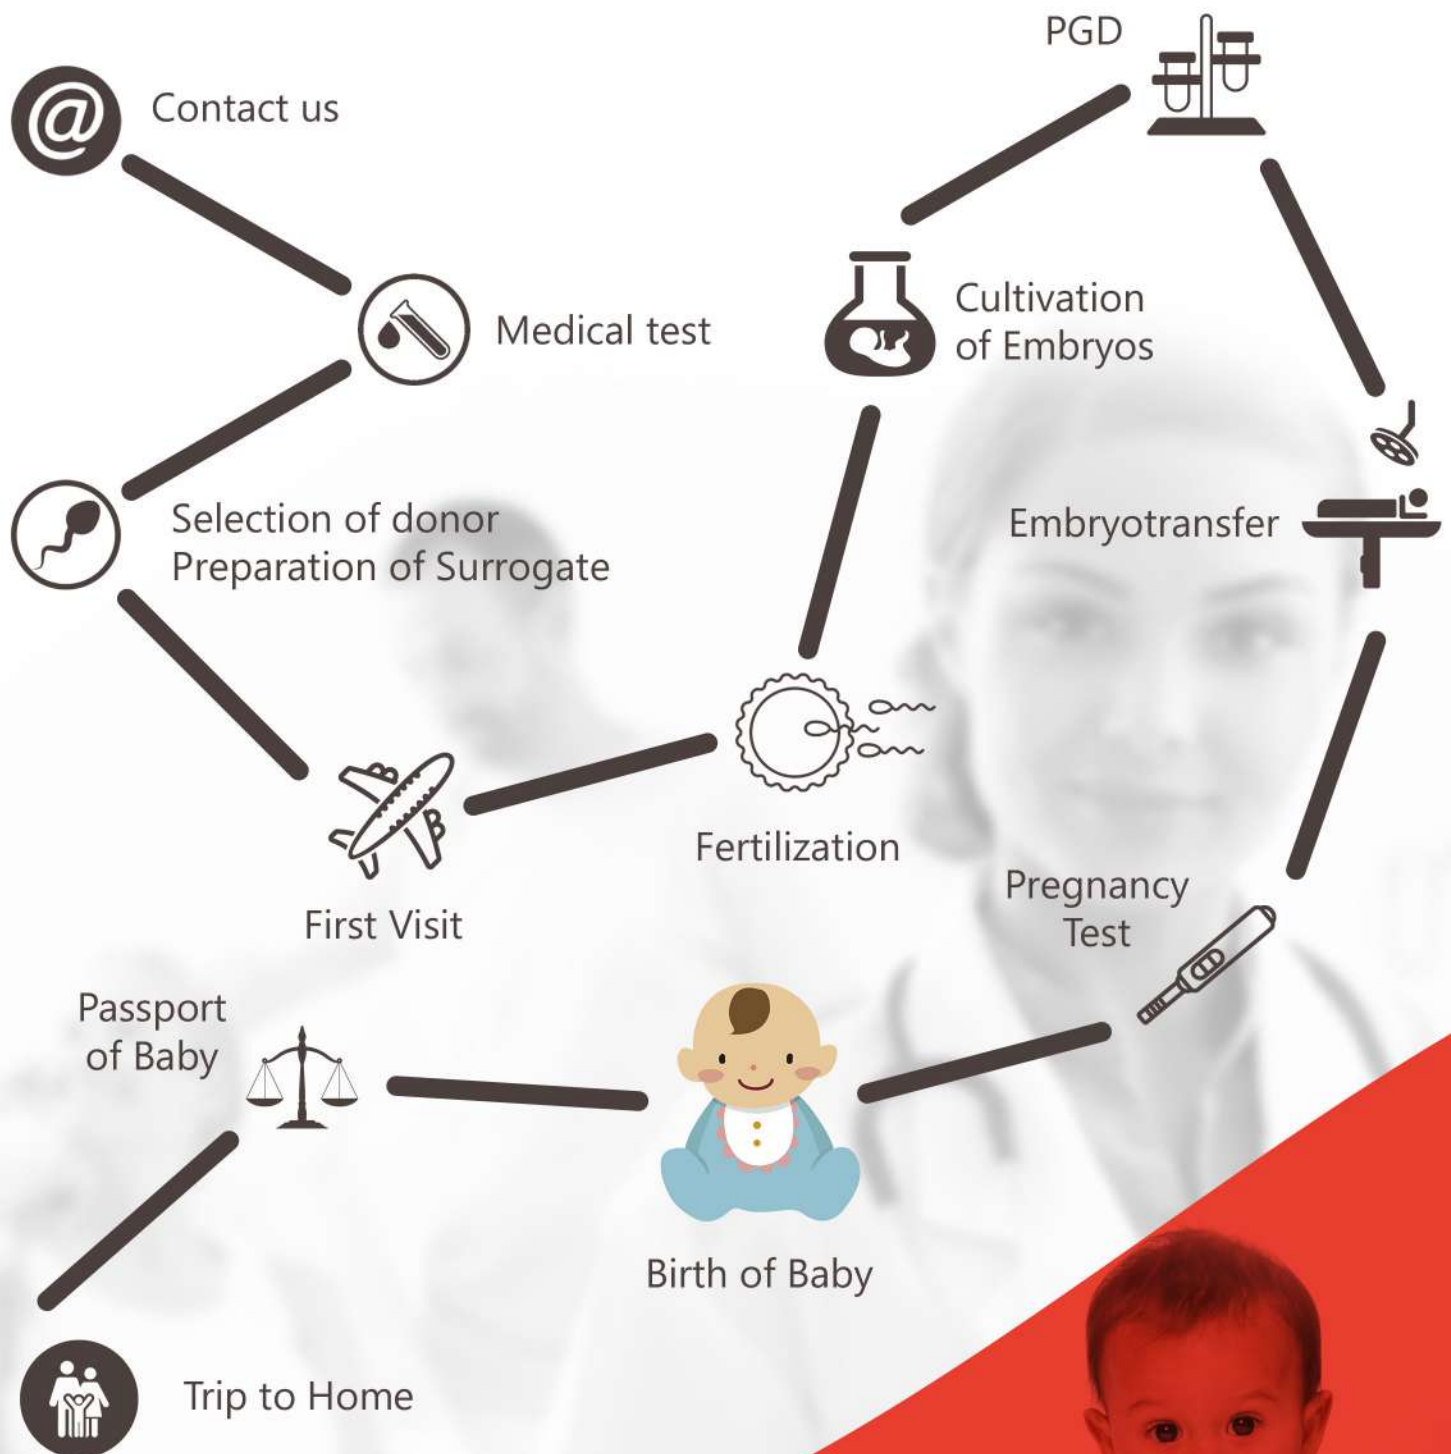 @
Contact us
Medical test
Selection of donor
Preparation of Surrogate
First Visit
Fertilization
Cultivation
of Embryos
PGD
Embryotransfer
Pregnancy
Test
Birth of Baby
Passport
of Baby
Trip to Home